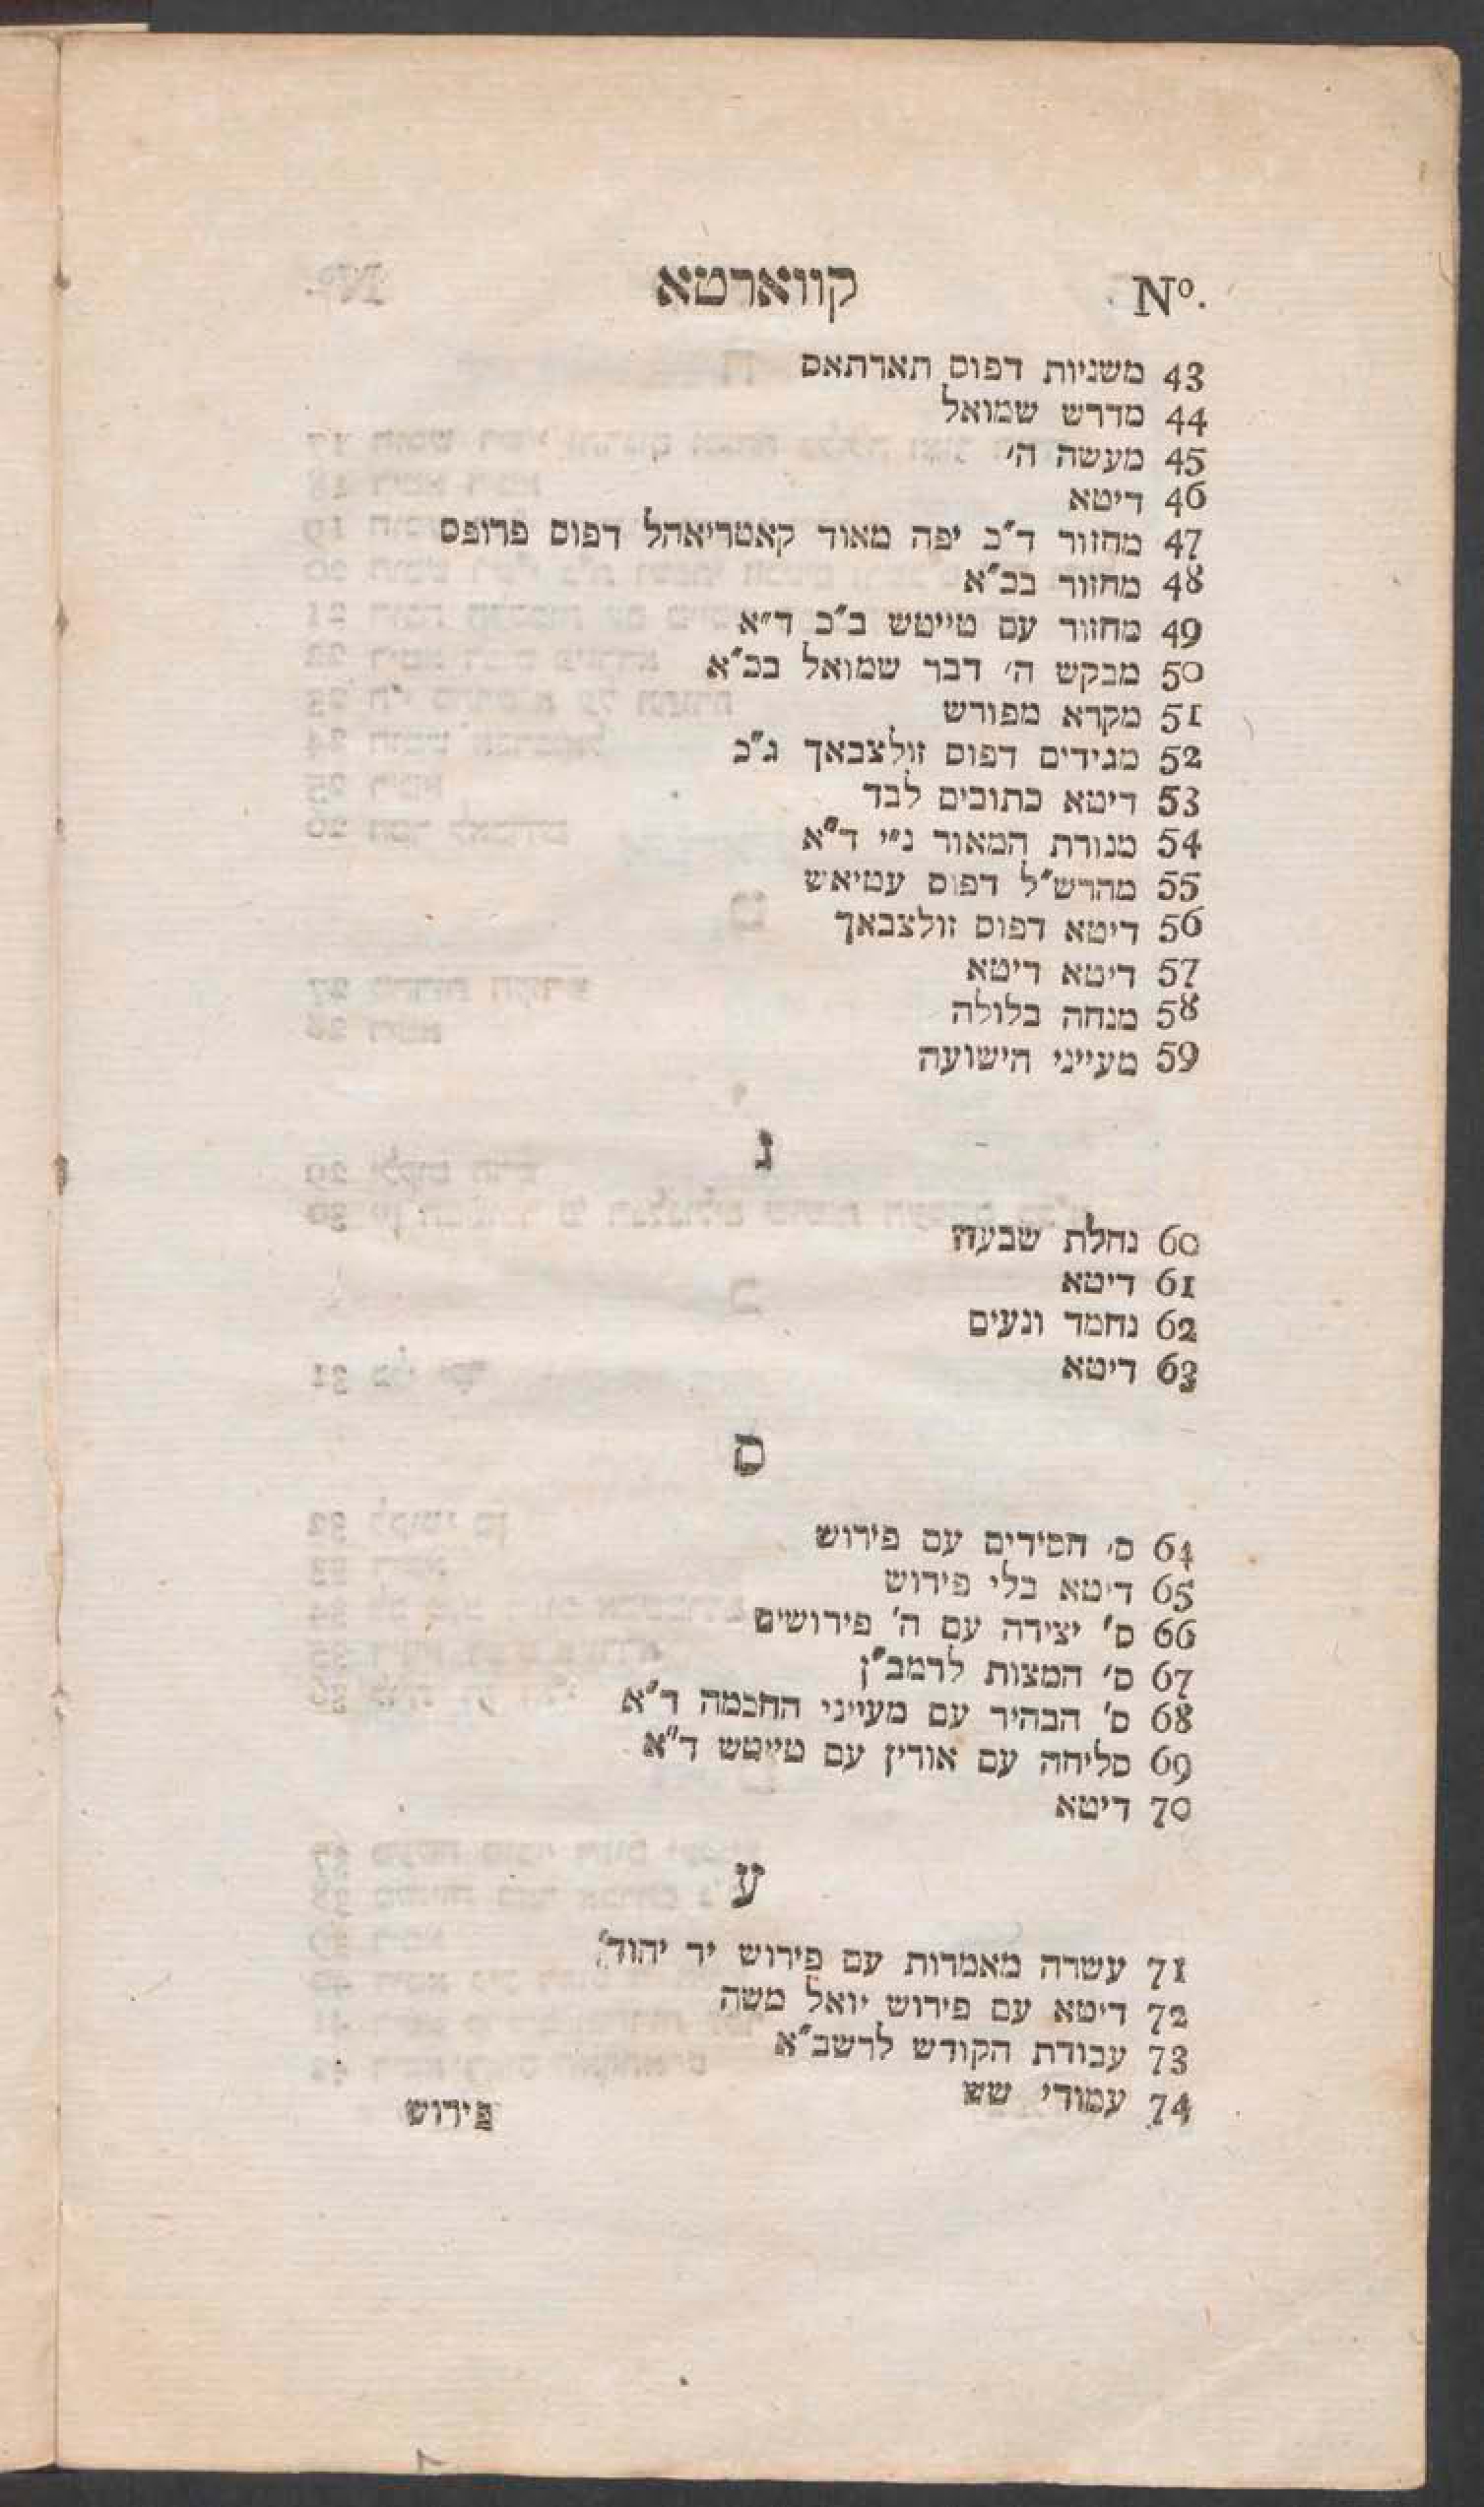 Nº. קווארטא
43 משניות דפוס תארתאס
44 מדרש שמואל
45 מעשה ה'
46 דיטא
47 מחזור ד"כ יפה מאוד קאטריאהל דפוס פרופס
48 מחזור בכ"א
49 מחזור עם טייטש ב"כ ד"א
50 מבקש ה' דבר שמואל בכ"א
51 מקרא מפורש
52 מגידים דפוס זולצבאך ג"כ
53 דיטא כתובים לבד
54 מנורת המאור נ"י ד"א
55 מהרש"ל דפוס עטיאש
56 דיטא דפוס זולצבאך
57 דיטא דיטא
58 מנחה בלולה
59 מעייני הישועה
נ
60 נחלת שבעה
61 דיטא
62 נחמד ונעים
63 דיטא
ס
64 ס' חסידים עם פירוש
65 דיטא בלי פירוש
66 ס' יצירה עם ה' פירושים
67 ס' המצות לרמב"ן
68 ס' הבהיר עם מעייני החכמה ד"א
69 סליחה עם אורין עם טייטש ד"א
70 דיטא
ע
71 עשרה מאמרות עם פירוש יד יהוד'
72 דיטא עם פירוש יואל משה
73 עבודת הקודש לרשב"א
74 עמודי שש
פירוש